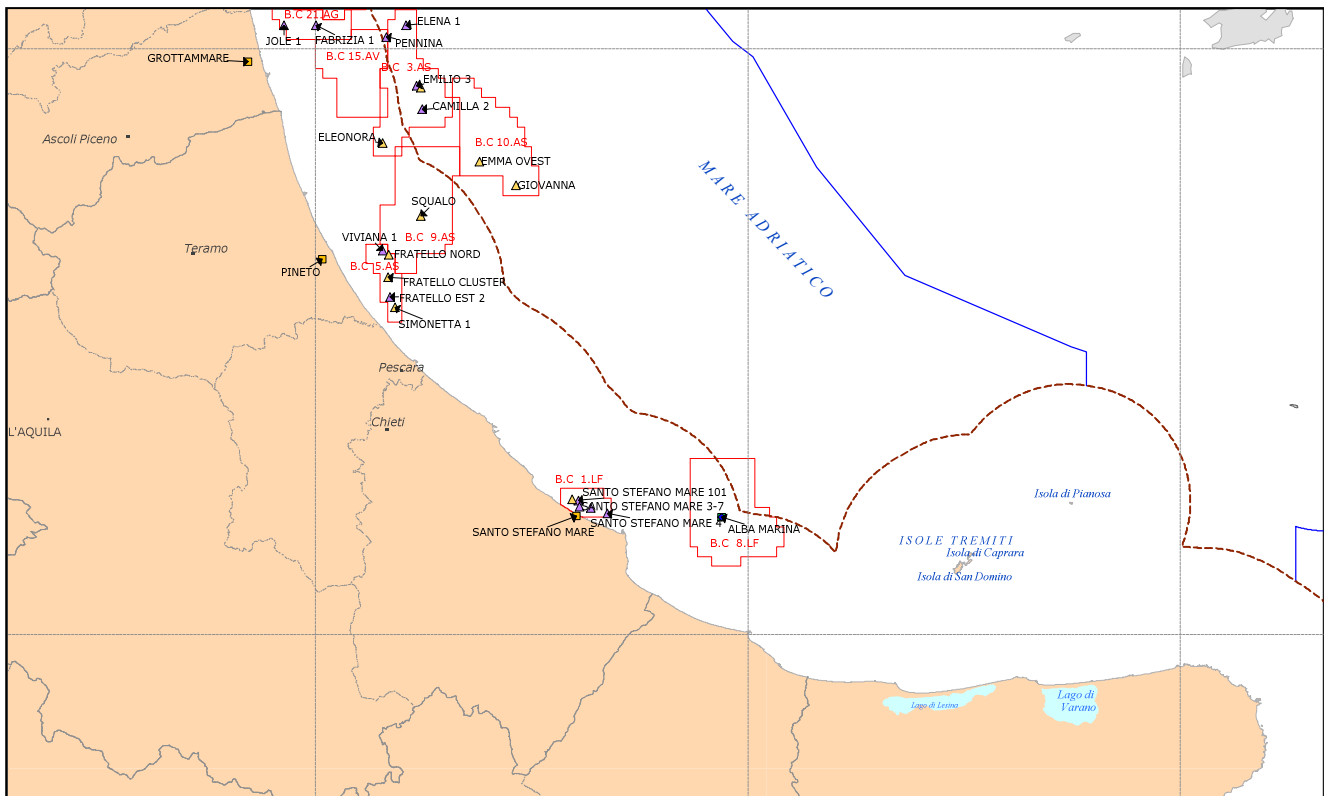 B.C 21.AG
ELENA 1
JOLE 1
FABRIZIA 1
PENNINA
GROTTAMMARE
B.C 15.AV
B.C 3.AS
EMILIO 3
CAMILLA 2
Ascoli Piceno
ELEONORA
B.C 10.AS
EMMA OVEST
GIOVANNA
MARE ADRIATICO
SQUALO
VIVIANA 1
B.C 9.AS
Teramo
FRATELLO NORD
PINETO
B.C 5.AS
FRATELLO CLUSTER
FRATELLO EST 2
SIMONETTA 1
Pescara
Chieti
L'AQUILA
B.C 1.LF
SANTO STEFANO MARE 101
Isola di Pianosa
SANTO STEFANO MARE 3-7
SANTO STEFANO MARE 4
SANTO STEFANO MARE
ALBA MARINA
B.C 8.LF
ISOLE TREMITI
Isola di Caprara
Isola di San Domino
Lago di Lesina
Lago di
Varano